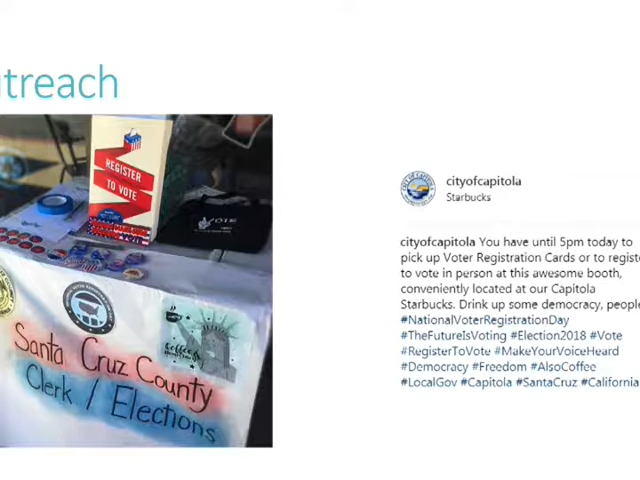 utreach
REGISTER
TO VOTE
VOTE
VOTE
Santa Cruz County
Clerk / Elections
cityofcapitola
Starbucks
cityofcapitola You have until 5pm today to
pick up Voter Registration Cards or to registe
to vote in person at this awesome booth,
conveniently located at our Capitola
Starbucks. Drink up some democracy, people
#NationalVoterRegistrationDay
#TheFutureIsVoting #Election2018 #Vote
#RegisterToVote #MakeYourVoiceHeard
#Democracy #Freedom #AlsoCoffee
#LocalGov #Capitola #SantaCruz #California